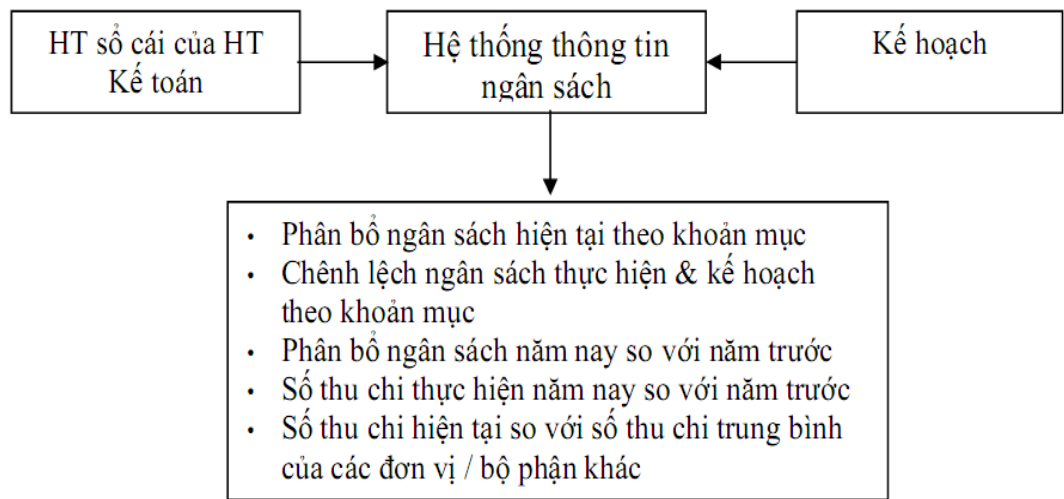 HT sổ cái của HT
Kế toán
Hệ thống thông tin
ngân sách
Kế hoạch
• Phân bổ ngân sách hiện tại theo khoản mục
• Chênh lệch ngân sách thực hiện & kế hoạch
theo khoản mục
• Phân bổ ngân sách năm nay so với năm trước
• Số thu chi thực hiện năm nay so với năm trước
• Số thu chi hiện tại so với số thu chi trung bình
của các đơn vị / bộ phận khác